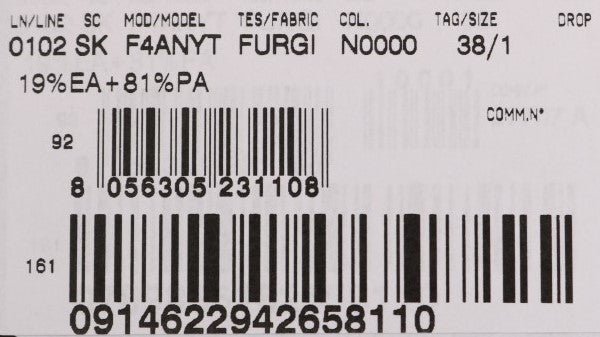 LN/LINE SC MOD/MODEL TES/FABRIC COL. TAG/SIZE DROP
0102 SK F4ANYT FURGI N0000 38/1
19%EA+81%PA
COMM.N°
92
8 056305 231108
161
0914622942658110